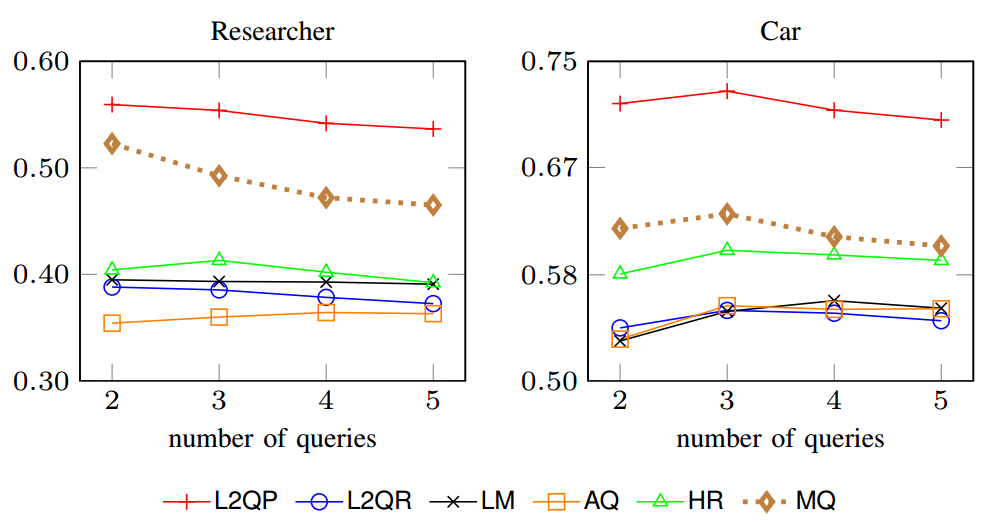 Researcher
0.60
0.50
0.40
0.30
2 3 4 5
number of queries
Car
0.75
0.67
0.58
0.50
2 3 4 5
number of queries
L2QP L2QR LM AQ HR MQ